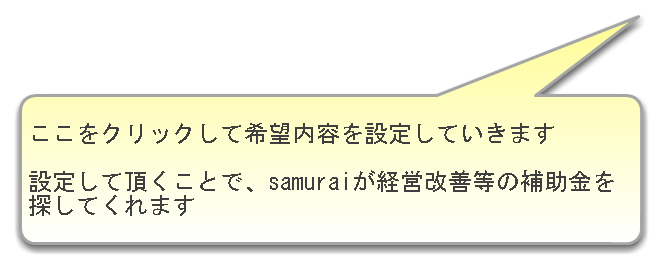 ここをクリックして希望内容を設定していきます
設定して頂くことで、samuraiが経営改善等の補助金を
探してくれます